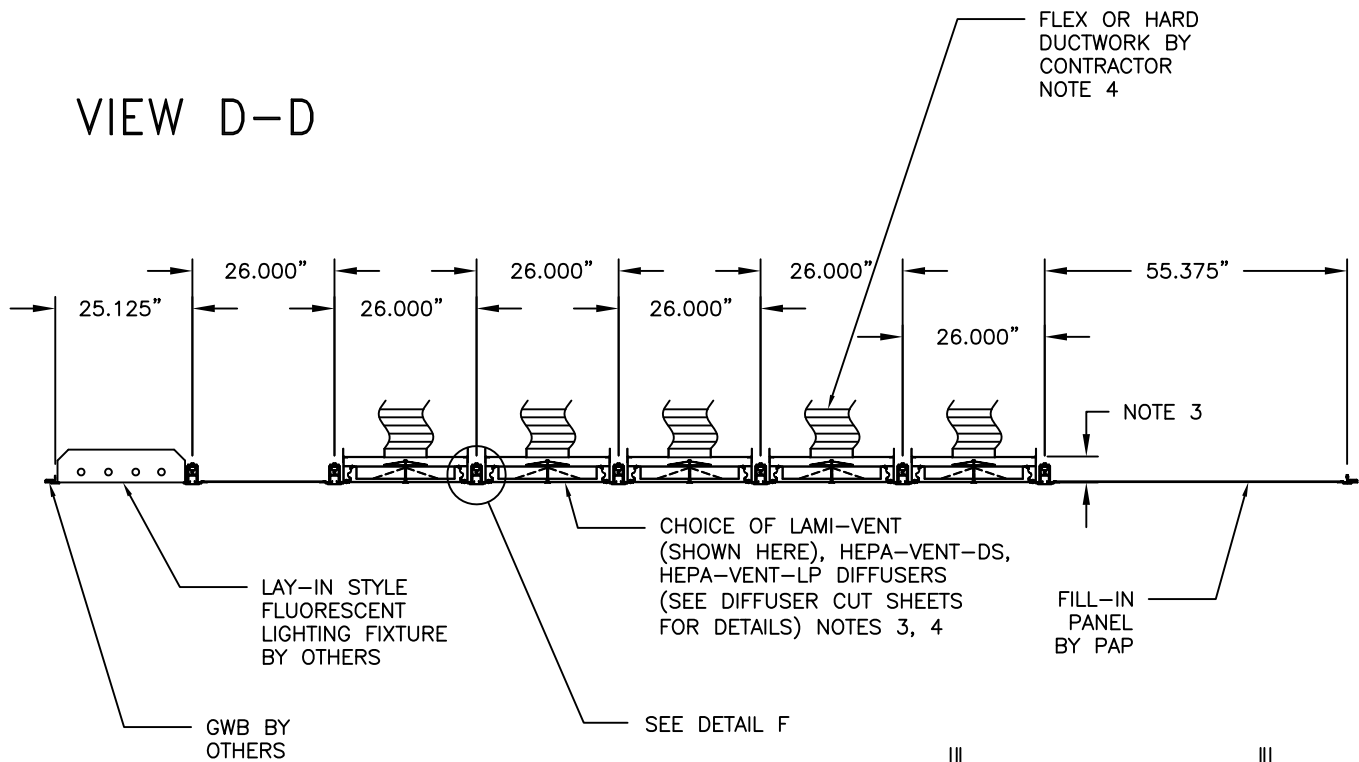 FLEX OR HARD
DUCTWORK BY
CONTRACTOR
NOTE 4
VIEW D-D
26.000" 26.000" 26.000" 55.375"
25.125" 26.000" 26.000"
26.000"
NOTE 3
CHOICE OF LAMI-VENT
(SHOWN HERE), HEPA-VENT-DS,
HEPA-VENT-LP DIFFUSERS
(SEE DIFFUSER CUT SHEETS
FOR DETAILS) NOTES 3, 4
LAY-IN STYLE
FLUORESCENT
LIGHTING FIXTURE
BY OTHERS
FILL-IN
PANEL
BY PAP
GWB BY
OTHERS
SEE DETAIL F